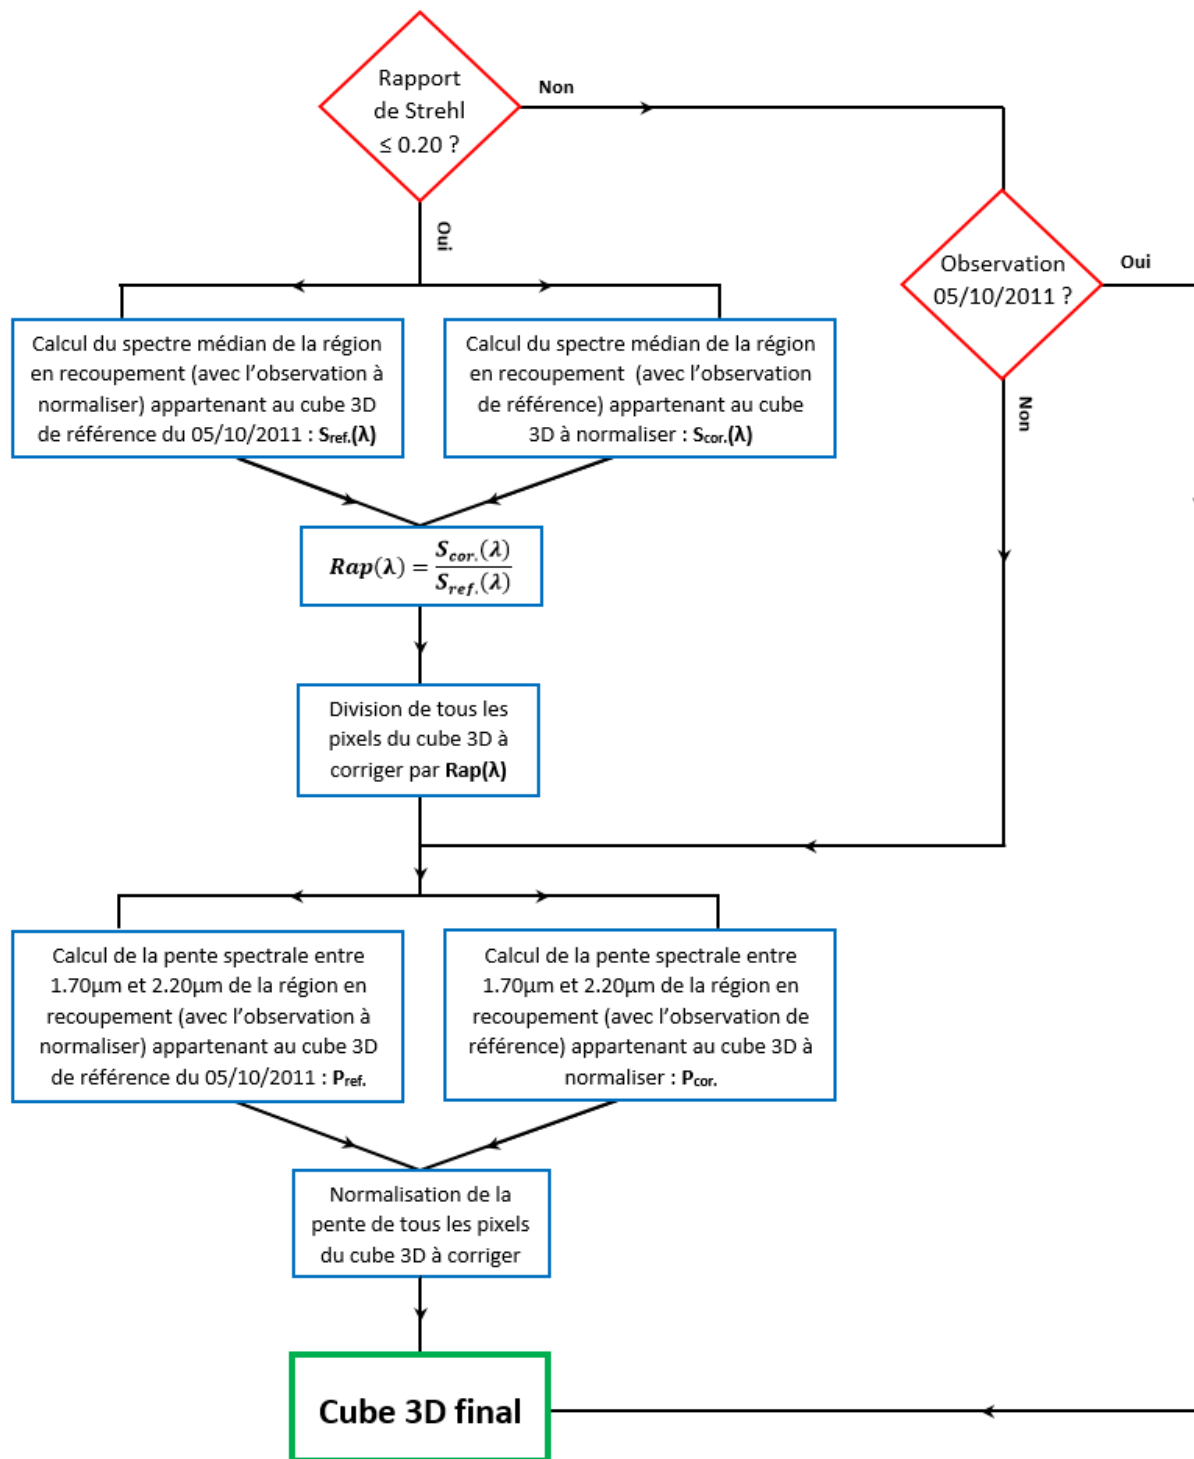 Rapport
de Strehl
≤ 0.20 ?
Non
Oui
Observation
05/10/2011 ?
Oui
Non
Calcul du spectre médian de la région
en recoupement (avec l’observation à
normaliser) appartenant au cube 3D
de référence du 05/10/2011 : Sref.(λ)
Calcul du spectre médian de la région
en recoupement (avec l’observation
de référence) appartenant au cube
3D à normaliser : Scor.(λ)
Rap(λ) = Scor.(λ) / Sref.(λ)
Division de tous les
pixels du cube 3D à
corriger par Rap(λ)
Calcul de la pente spectrale entre
1.70µm et 2.20µm de la région en
recoupement (avec l’observation à
normaliser) appartenant au cube 3D
de référence du 05/10/2011 : Pref.
Calcul de la pente spectrale entre
1.70µm et 2.20µm de la région en
recoupement (avec l’observation de
référence) appartenant au cube 3D à
normaliser : Pcor.
Normalisation de la
pente de tous les pixels
du cube 3D à corriger
Cube 3D final